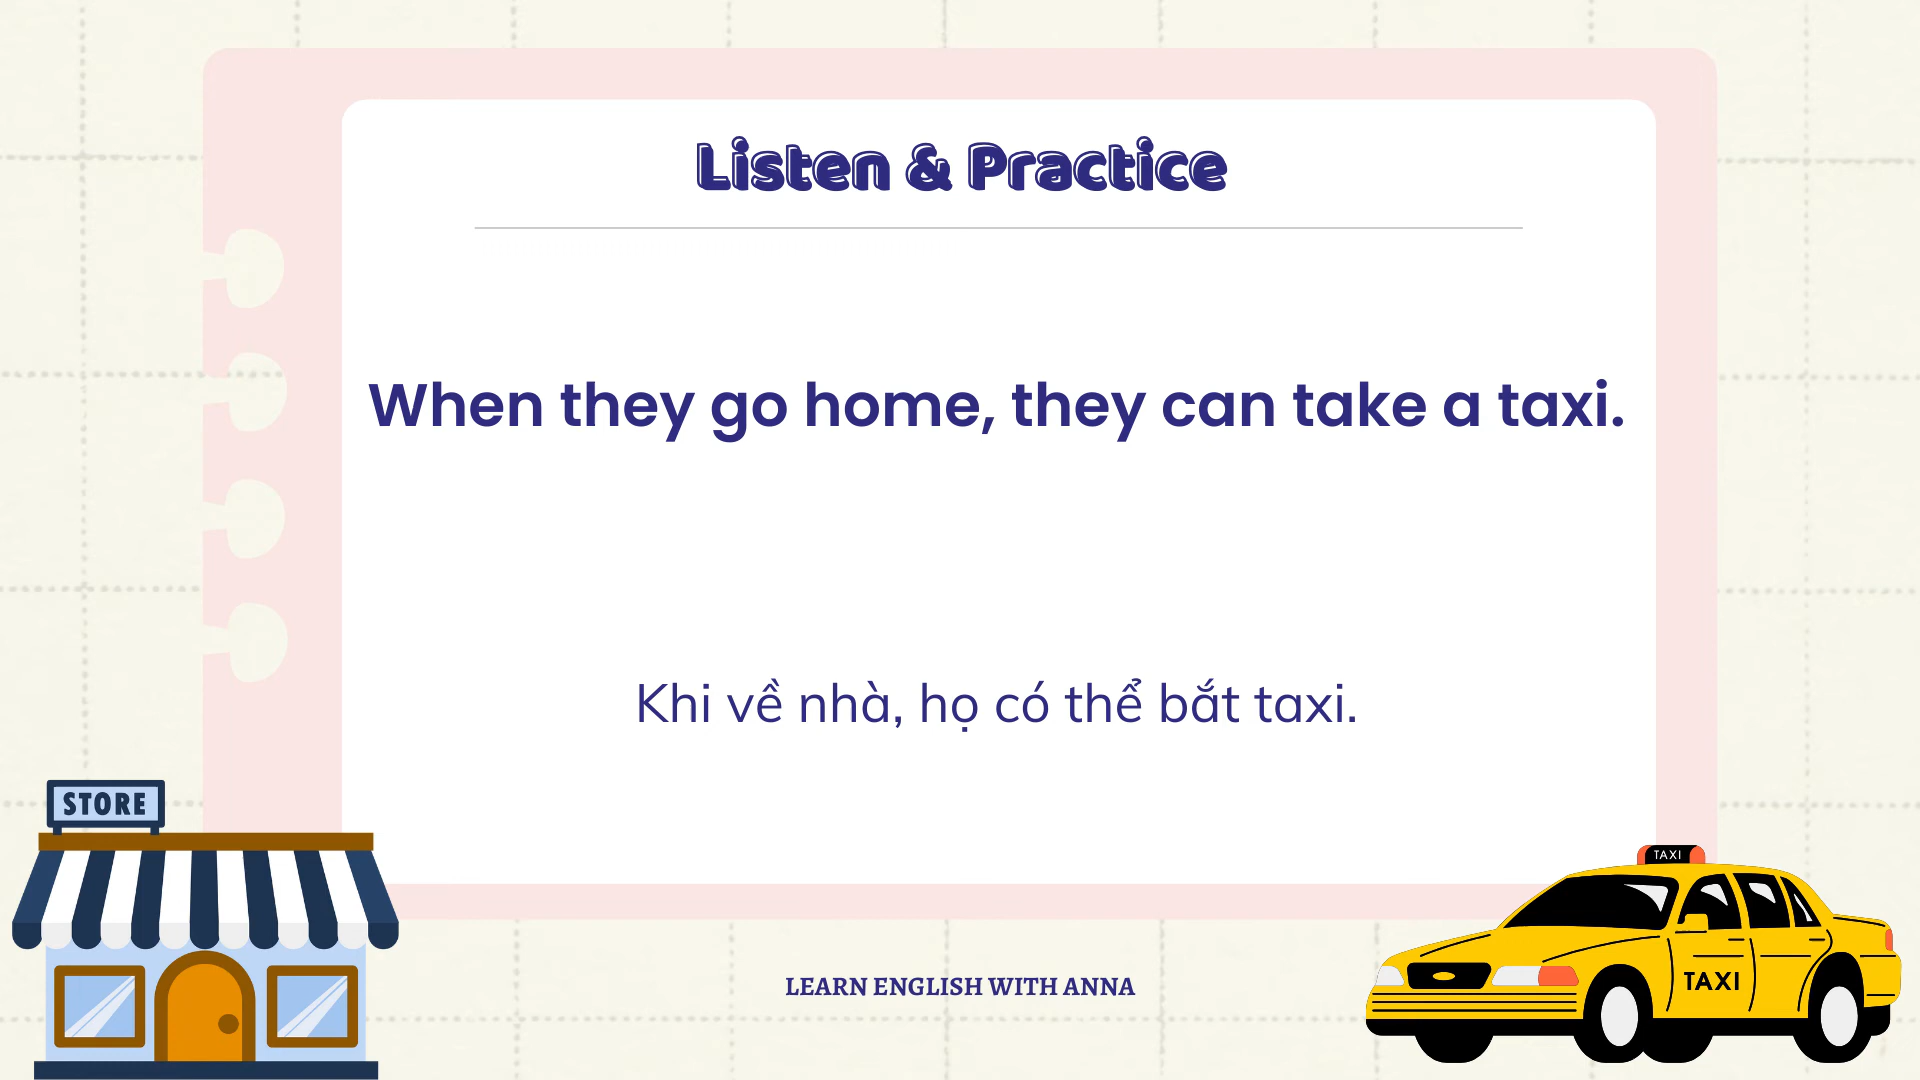 Listen & Practice
When they go home, they can take a taxi.
Khi về nhà, họ có thể bắt taxi.
STORE
TAXI
TAXI
LEARN ENGLISH WITH ANNA